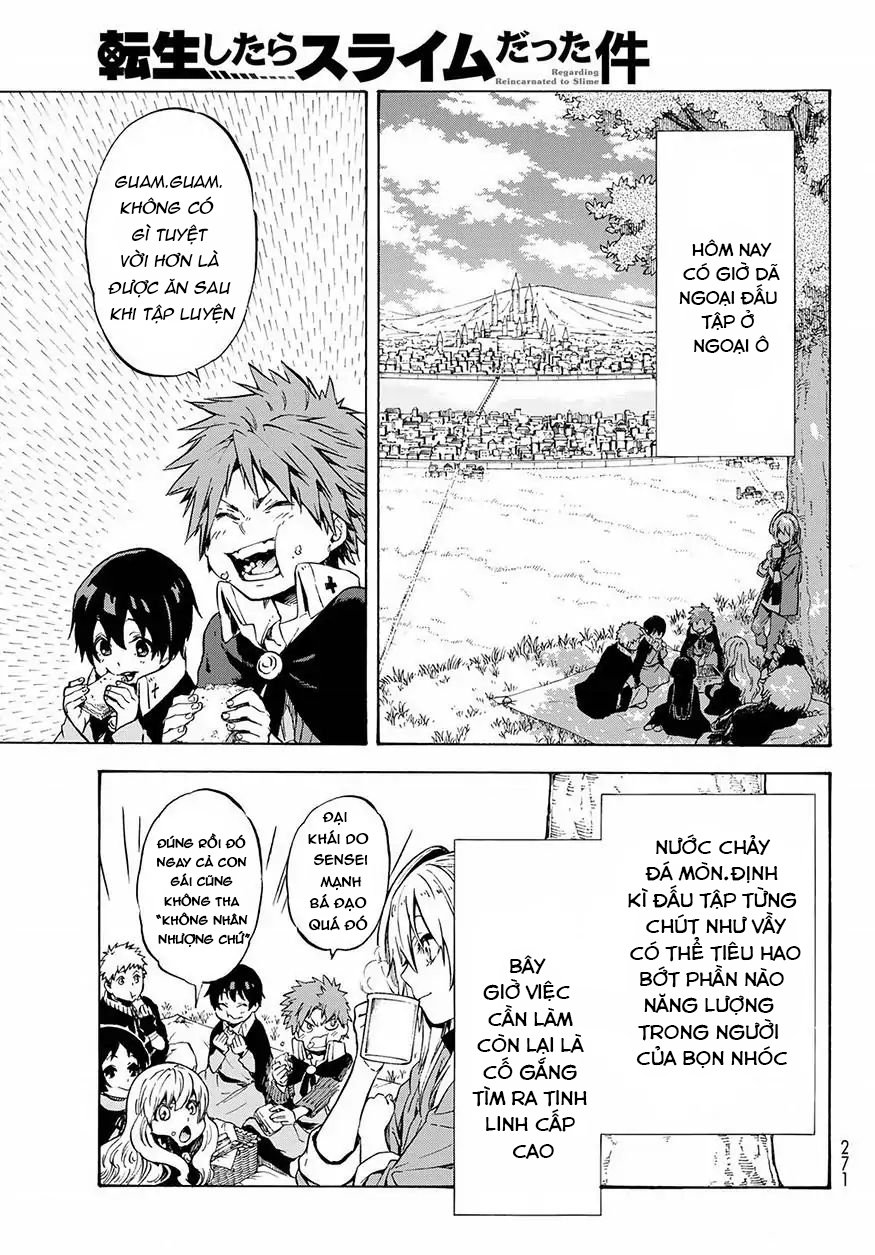 転生したらスライムだった件
Regarding
Reincarnated to Slime
HÔM NAY
CÓ GIỜ DÃ
NGOẠI ĐẤU
TẬP Ở
NGOẠI Ô
GUAM.GUAM.
KHÔNG CÓ
GÌ TUYỆT
VỜI HƠN LÀ
ĐƯỢC ĂN SAU
KHI TẬP LUYỆN
NƯỚC CHẢY
ĐÁ MÒN.ĐỊNH
KÌ ĐẤU TẬP TỪNG
CHÚT NHƯ VẦY
CÓ THỂ TIÊU HAO
BỚT PHẦN NÀO
NĂNG LƯỢNG
TRONG NGƯỜI
CỦA BỌN NHÓC
BÂY
GIỜ VIỆC
CẦN LÀM
CÒN LẠI LÀ
CỐ GẮNG
TÌM RA TINH
LINH CẤP
CAO
ĐẠI
KHÁI DO
SENSEI
MẠNH
BÁ ĐẠO
QUÁ ĐÓ
ĐÚNG RỒI ĐÓ
NGAY CẢ CON
GÁI CŨNG
KHÔNG THA
"KHÔNG NHÂN
NHƯỢNG CHỨ"
271